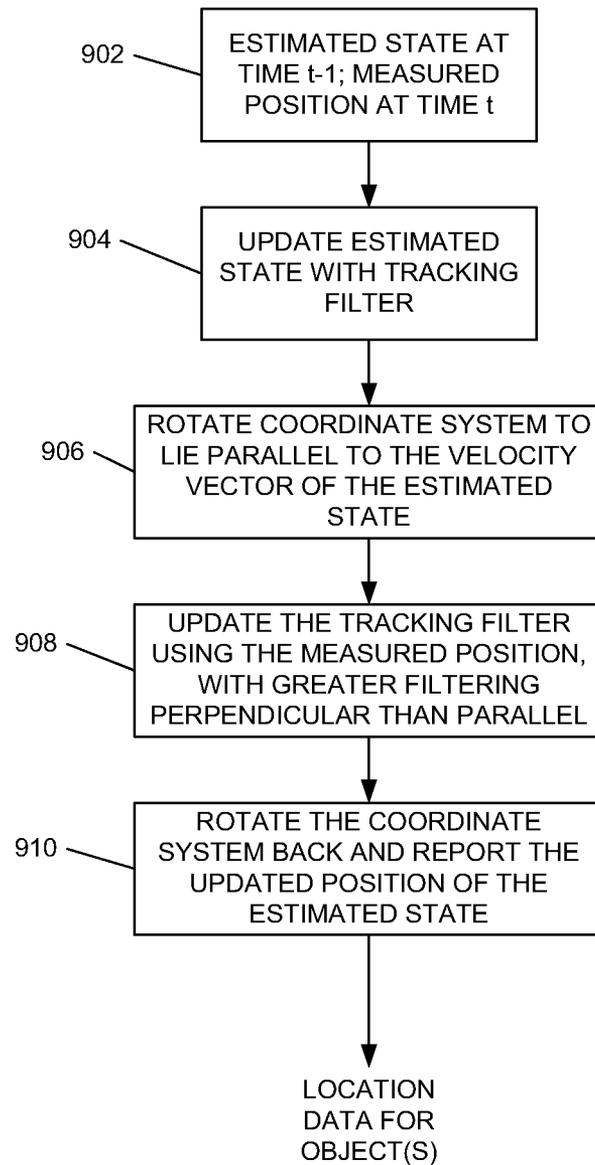 902
ESTIMATED STATE AT
TIME t-1; MEASURED
POSITION AT TIME t
904
UPDATE ESTIMATED
STATE WITH TRACKING
FILTER
906
ROTATE COORDINATE SYSTEM TO
LIE PARALLEL TO THE VELOCITY
VECTOR OF THE ESTIMATED
STATE
908
UPDATE THE TRACKING FILTER
USING THE MEASURED POSITION,
WITH GREATER FILTERING
PERPENDICULAR THAN PARALLEL
910
ROTATE THE COORDINATE
SYSTEM BACK AND REPORT THE
UPDATED POSITION OF THE
ESTIMATED STATE
LOCATION
DATA FOR
OBJECT(S)